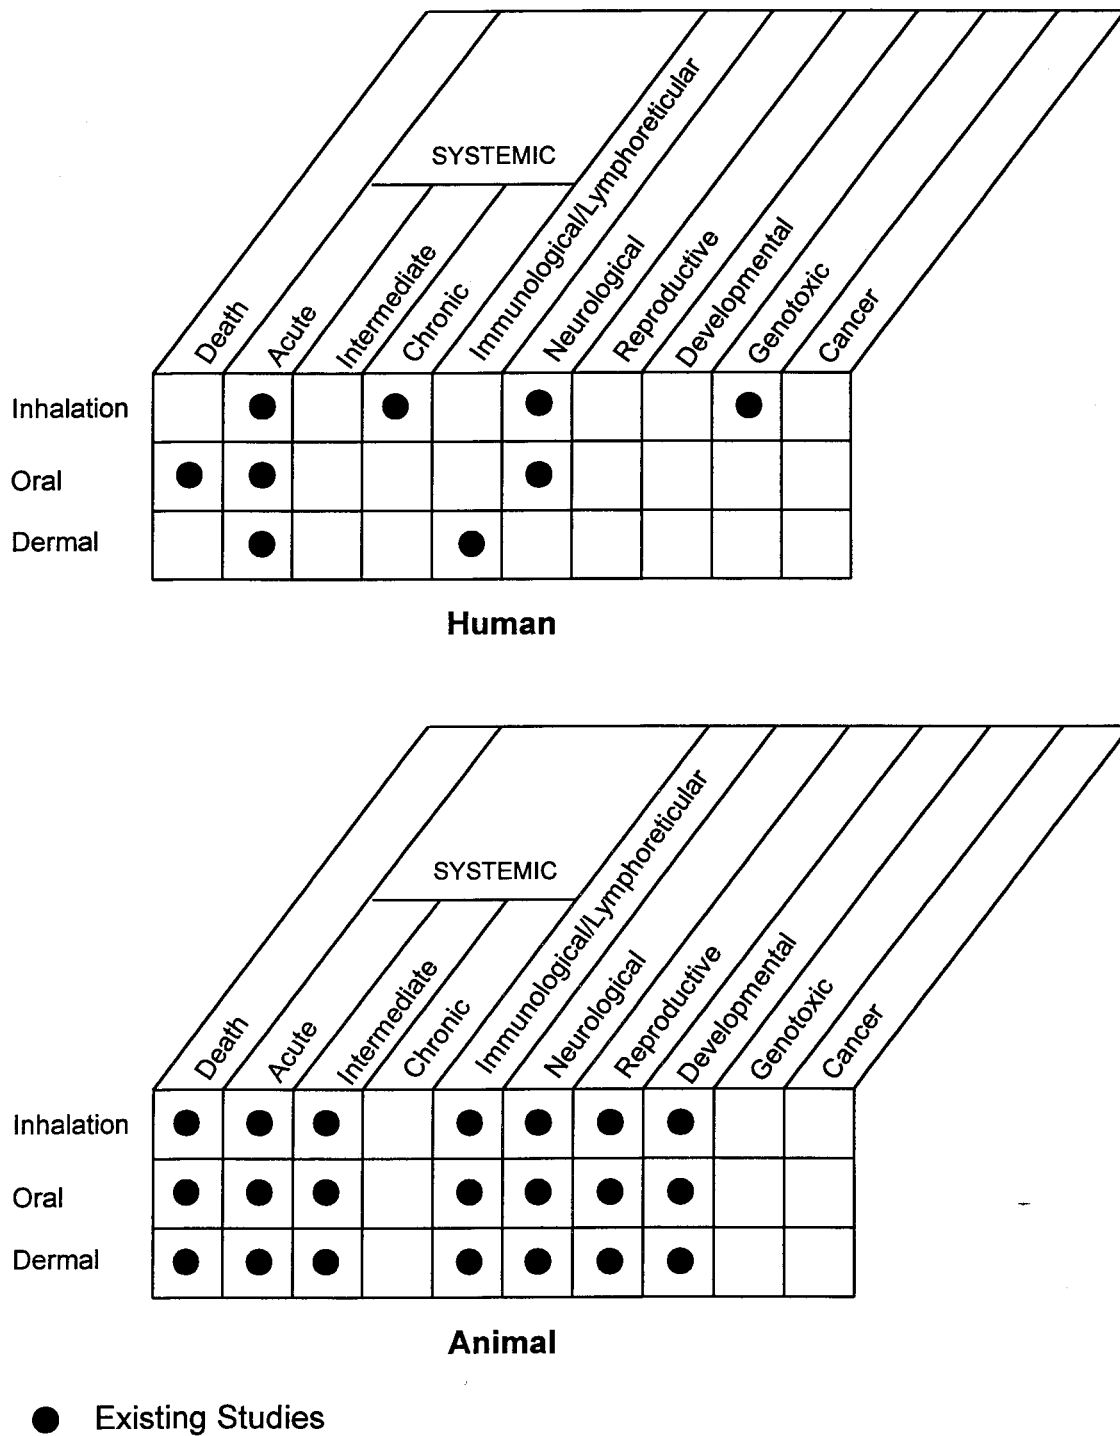 SYSTEMIC
Death
Acute
Intermediate
Chronic
Immunological/Lymphoreticular
Neurological
Reproductive
Developmental
Genotoxic
Cancer
Inhalation
Oral
Dermal
Human
SYSTEMIC
Death
Acute
Intermediate
Chronic
Immunological/Lymphoreticular
Neurological
Reproductive
Developmental
Genotoxic
Cancer
Inhalation
Oral
Dermal
Animal
Existing Studies